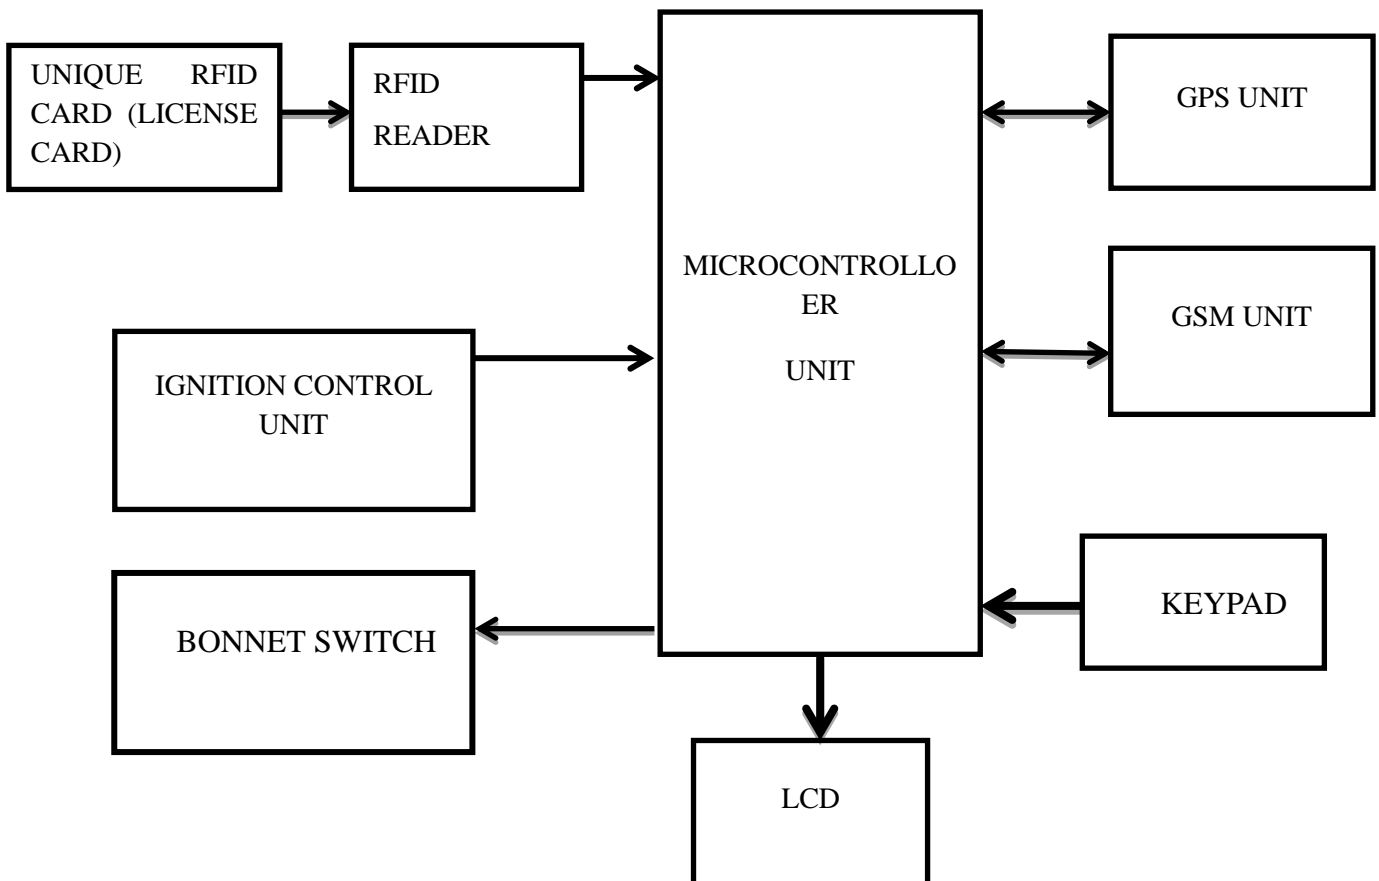 UNIQUE RFID
CARD (LICENSE
CARD)
RFID
READER
MICROCONTROLLO
ER
UNIT
GPS UNIT
GSM UNIT
IGNITION CONTROL
UNIT
BONNET SWITCH
KEYPAD
LCD